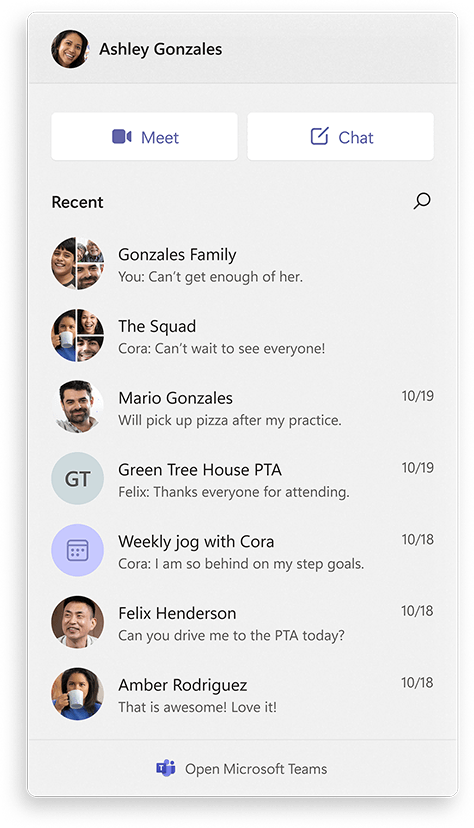 Ashley Gonzales
Meet
Chat
Recent
Gonzales Family
You: Can't get enough of her.
The Squad
Cora: Can't wait to see everyone!
Mario Gonzales
10/19
Will pick up pizza after my practice.
GT
Green Tree House PTA
10/19
Felix: Thanks everyone for attending.
Weekly jog with Cora
10/18
Cora: I am so behind on my step goals.
Felix Henderson
10/18
Can you drive me to the PTA today?
Amber Rodriguez
10/18
That is awesome! Love it!
T
Open Microsoft Teams